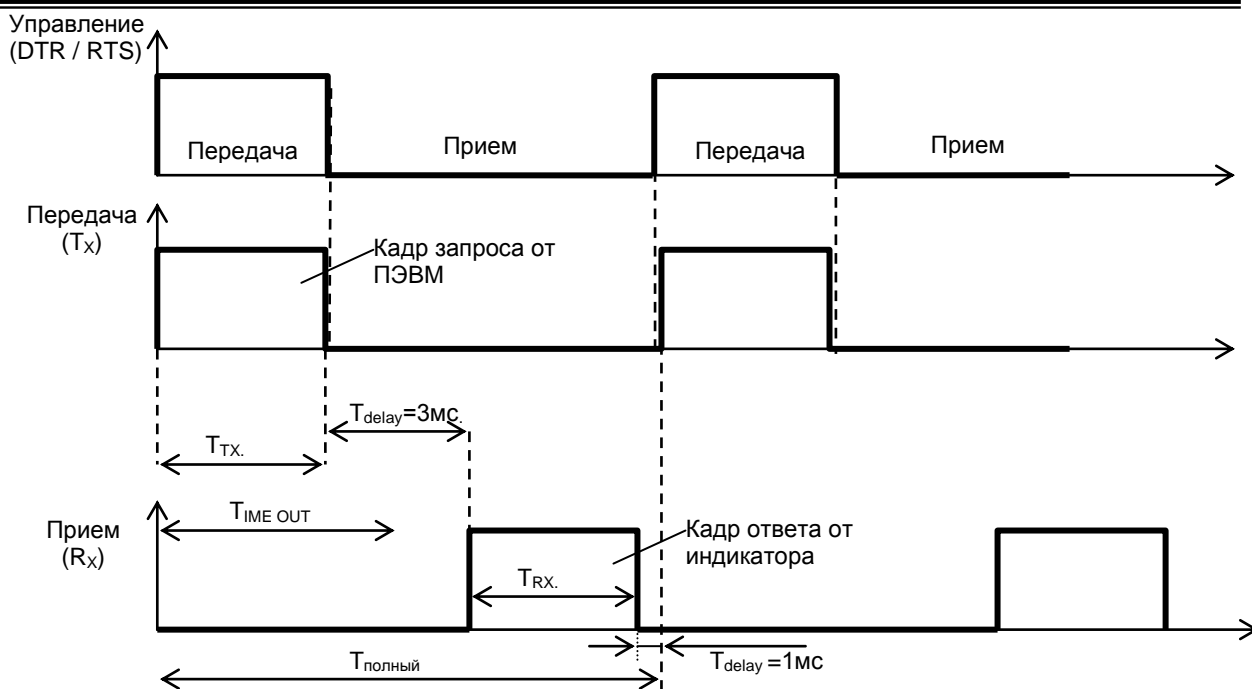 Управление
(DTR / RTS)
Передача
Прием
Передача
Прием
Передача
(TX)
Кадр запроса от
ПЭВМ
Tdelay=3мс.
TTX.
TIME OUT
Прием
(RX)
Кадр ответа от
индикатора
TRX.
Tdelay =1мс
Tполный